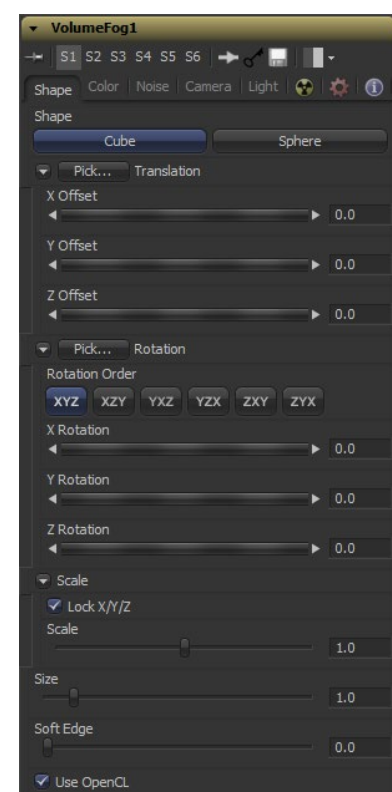 VolumeFog1
S1 S2 S3 S4 S5 S6
Shape Color Noise Camera Light
Shape
Cube Sphere
Pick... Translation
X Offset
0.0
Y Offset
0.0
Z Offset
0.0
Pick... Rotation
Rotation Order
XYZ XZY YXZ YZX ZXY ZYX
X Rotation
0.0
Y Rotation
0.0
Z Rotation
0.0
Scale
Lock X/Y/Z
Scale
1.0
Size
1.0
Soft Edge
0.0
Use OpenCL